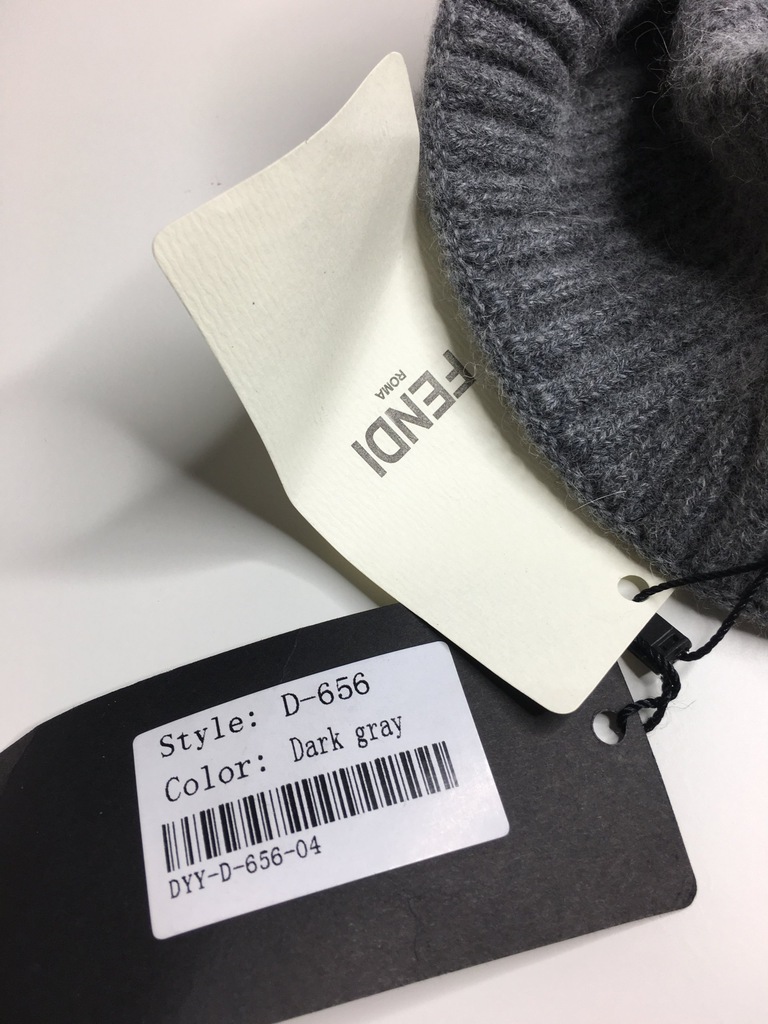 FENDI
ROMA
Style: D-656
Color: Dark gray
DYY-D-656-04